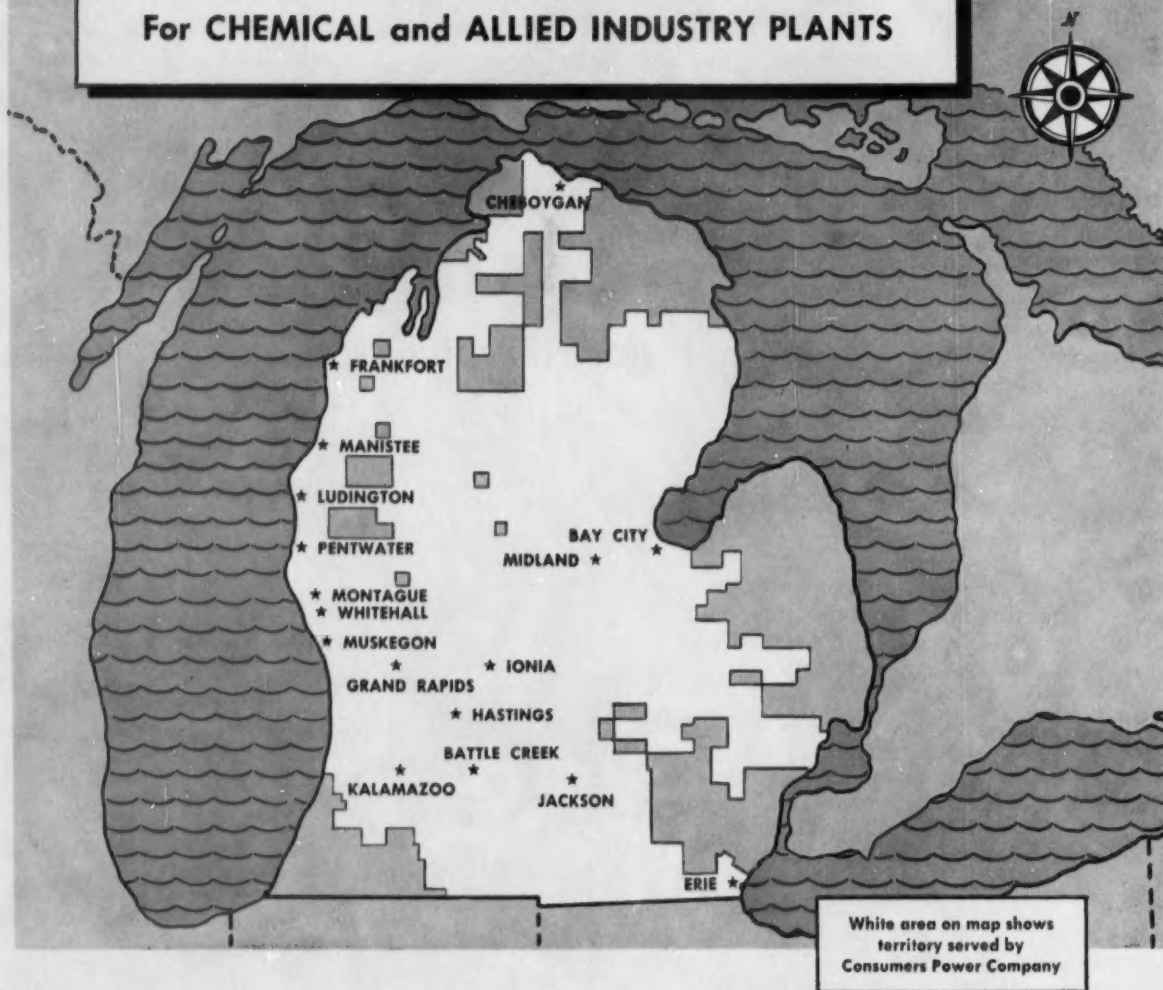 For CHEMICAL and ALLIED INDUSTRY PLANTS
N
CHEBOYGAN
FRANKFORT
MANISTEE
LUDINGTON
BAY CITY
PENTWATER
MIDLAND
MONTAGUE
WHITEHALL
MUSKEGON
IONIA
GRAND RAPIDS
HASTINGS
BATTLE CREEK
KALAMAZOO
JACKSON
ERIE
White area on map shows
territory served by
Consumers Power Company